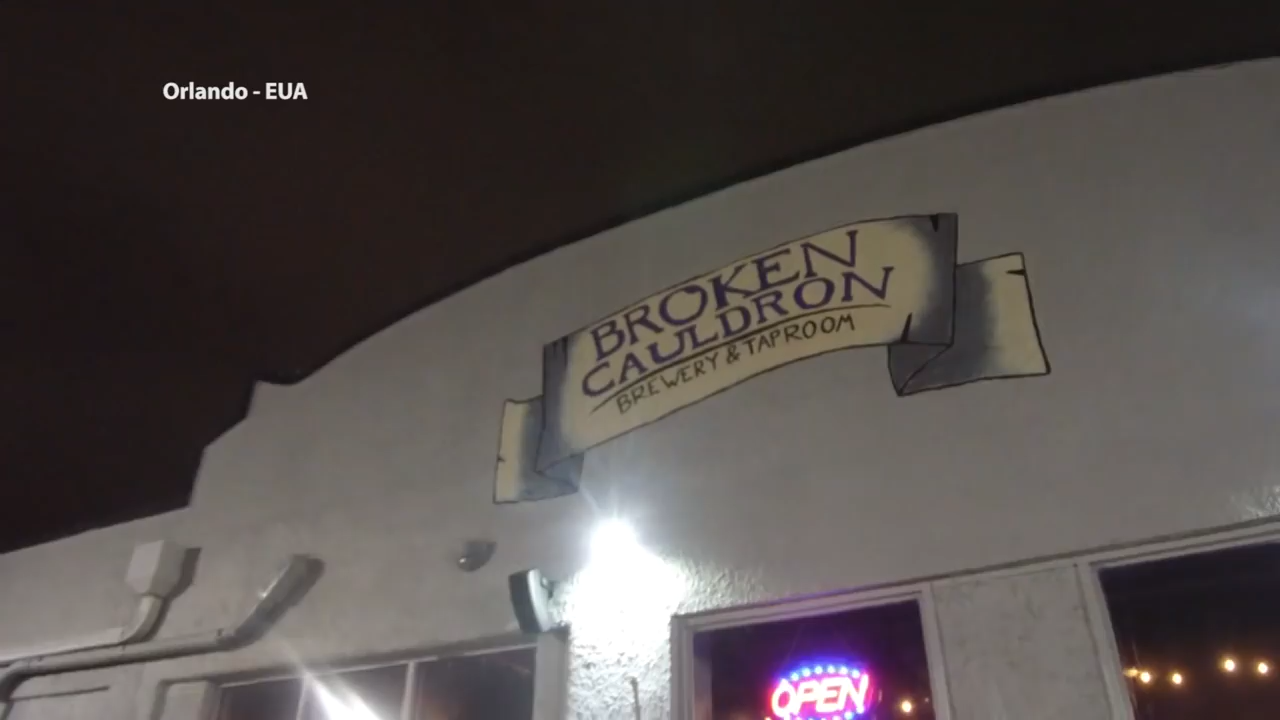 Orlando - EUA
BROKEN
CAULDRON
BREWERY & TAPROOM
OPEN